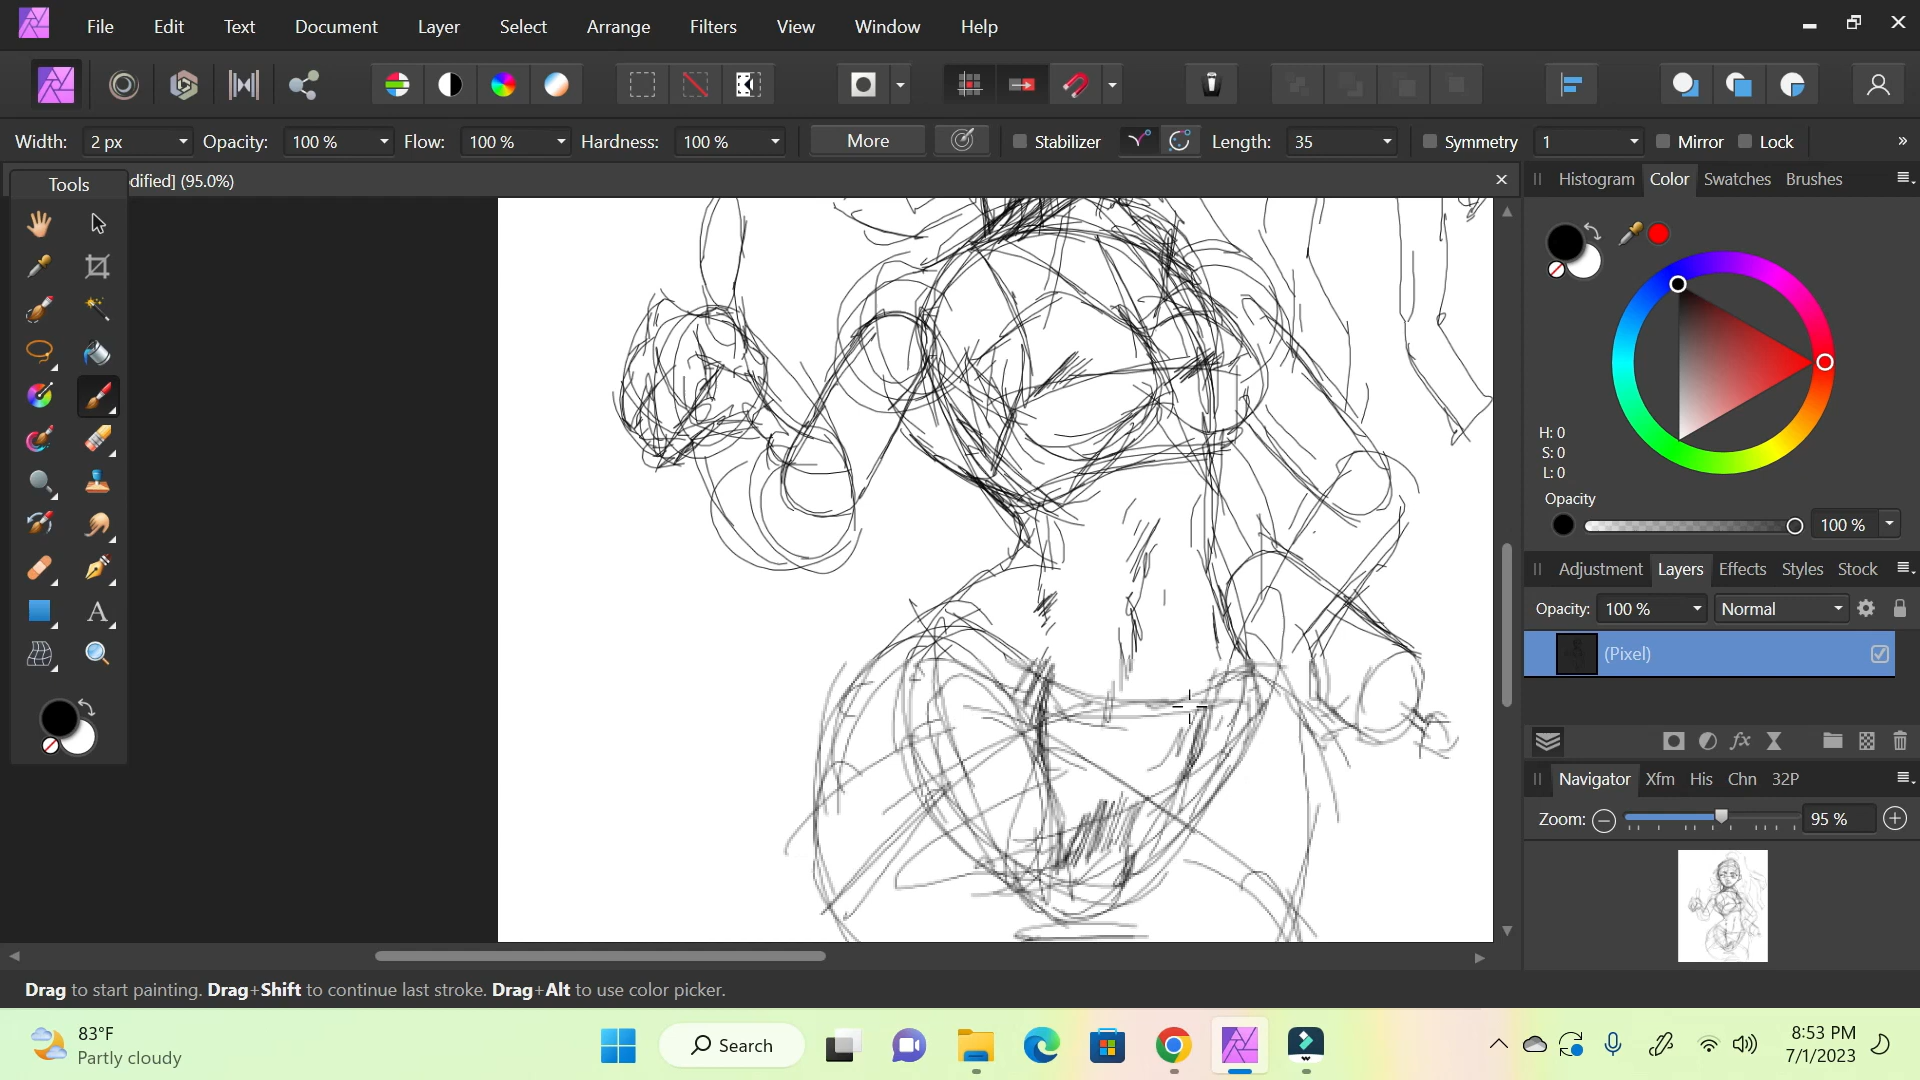 File Edit Text Document Layer Select Arrange Filters View Window Help
Width: 2 px Opacity: 100 % Flow: 100 % Hardness: 100 % More Stabilizer Length: 35 Symmetry 1 Mirror Lock »
Tools
dified] (95.0%)
Histogram Color Swatches Brushes
H: 0
S: 0
L: 0
Opacity
100 %
Adjustment Layers Effects Styles Stock
Opacity: 100 % Normal
(Pixel)
Navigator Xfm His Chn 32P
Zoom: 95 %
Drag to start painting. Drag+Shift to continue last stroke. Drag+Alt to use color picker.
83°F
Partly cloudy
Search
8:53 PM
7/1/2023